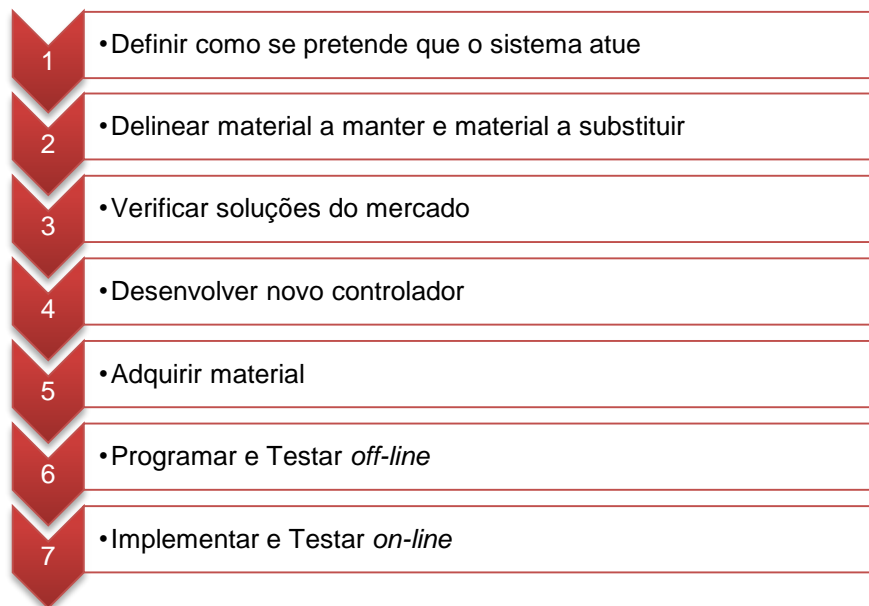 1 •Definir como se pretende que o sistema atue
2 •Delinear material a manter e material a substituir
3 •Verificar soluções do mercado
4 •Desenvolver novo controlador
5 •Adquirir material
6 •Programar e Testar off-line
7 •Implementar e Testar on-line